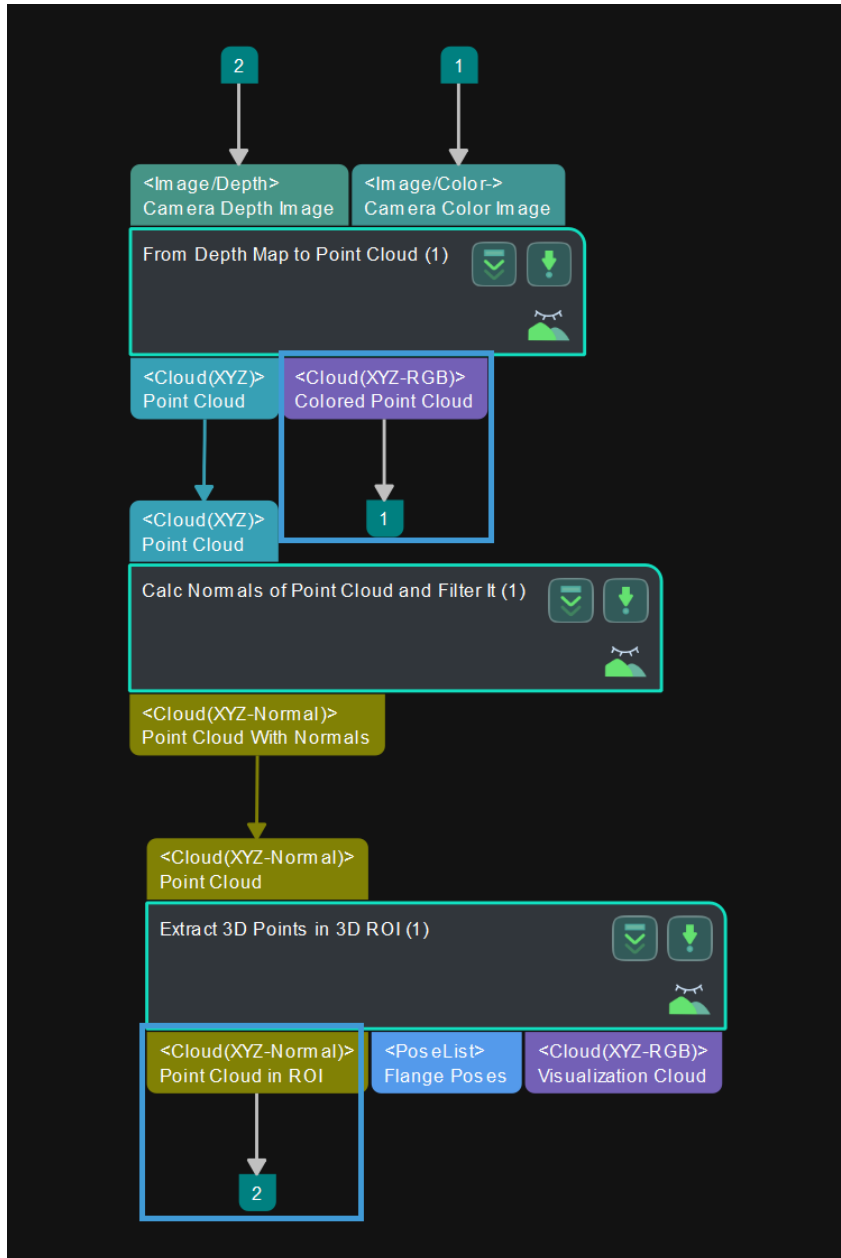 2
1
<Image/Depth>
Camera Depth Image
<Image/Color->
Camera Color Image
From Depth Map to Point Cloud (1)
<Cloud(XYZ)>
Point Cloud
<Cloud(XYZ-RGB)>
Colored Point Cloud
1
<Cloud(XYZ)>
Point Cloud
Calc Normals of Point Cloud and Filter It (1)
<Cloud(XYZ-Normal)>
Point Cloud With Normals
<Cloud(XYZ-Normal)>
Point Cloud
Extract 3D Points in 3D ROI (1)
<Cloud(XYZ-Normal)>
Point Cloud in ROI
<PoseList>
Flange Poses
<Cloud(XYZ-RGB)>
Visualization Cloud
2